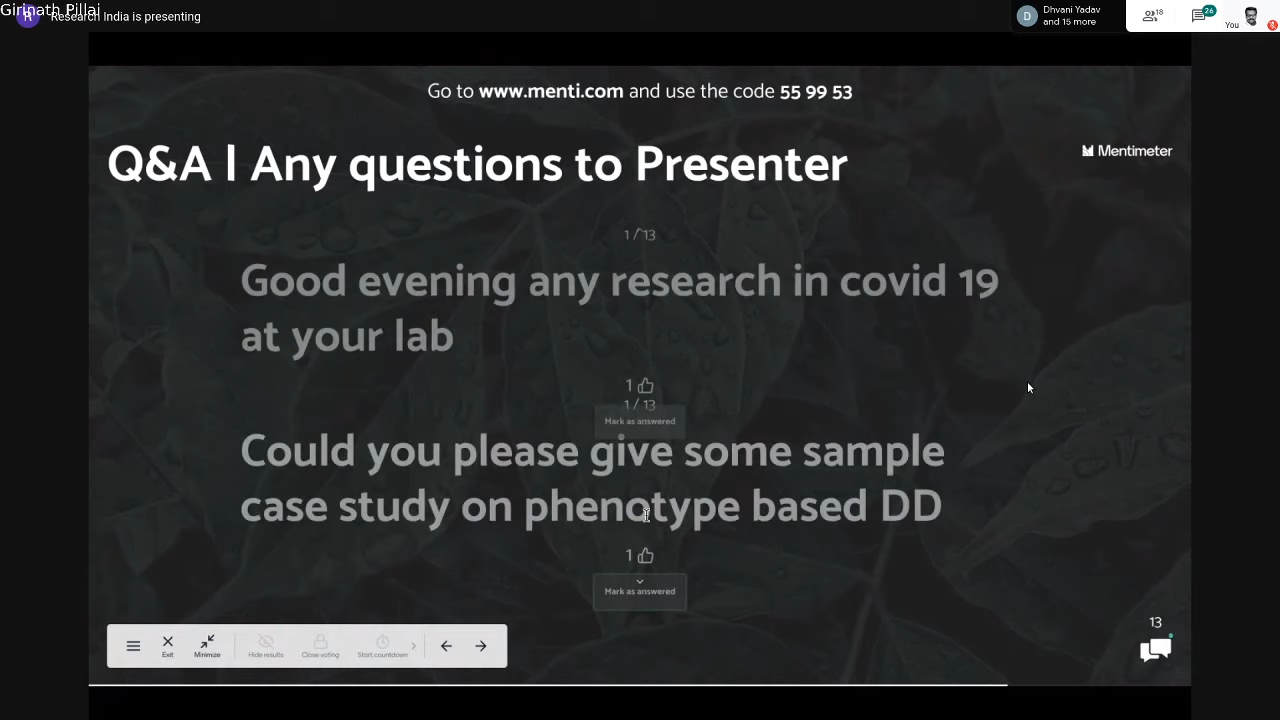 Girinath Pillai
R
Research India is presenting
D
Dhvani Yadav
and 15 more
18
26
You
Go to www.menti.com and use the code 55 99 53
Q&A | Any questions to Presenter
Mentimeter
1 / 13
Good evening any research in covid 19
at your lab
1
1 / 13
Mark as answered
Could you please give some sample
case study on phenotype based DD
1
Mark as answered
13
Exit
Minimize
Hide results
Close voting
Start countdown